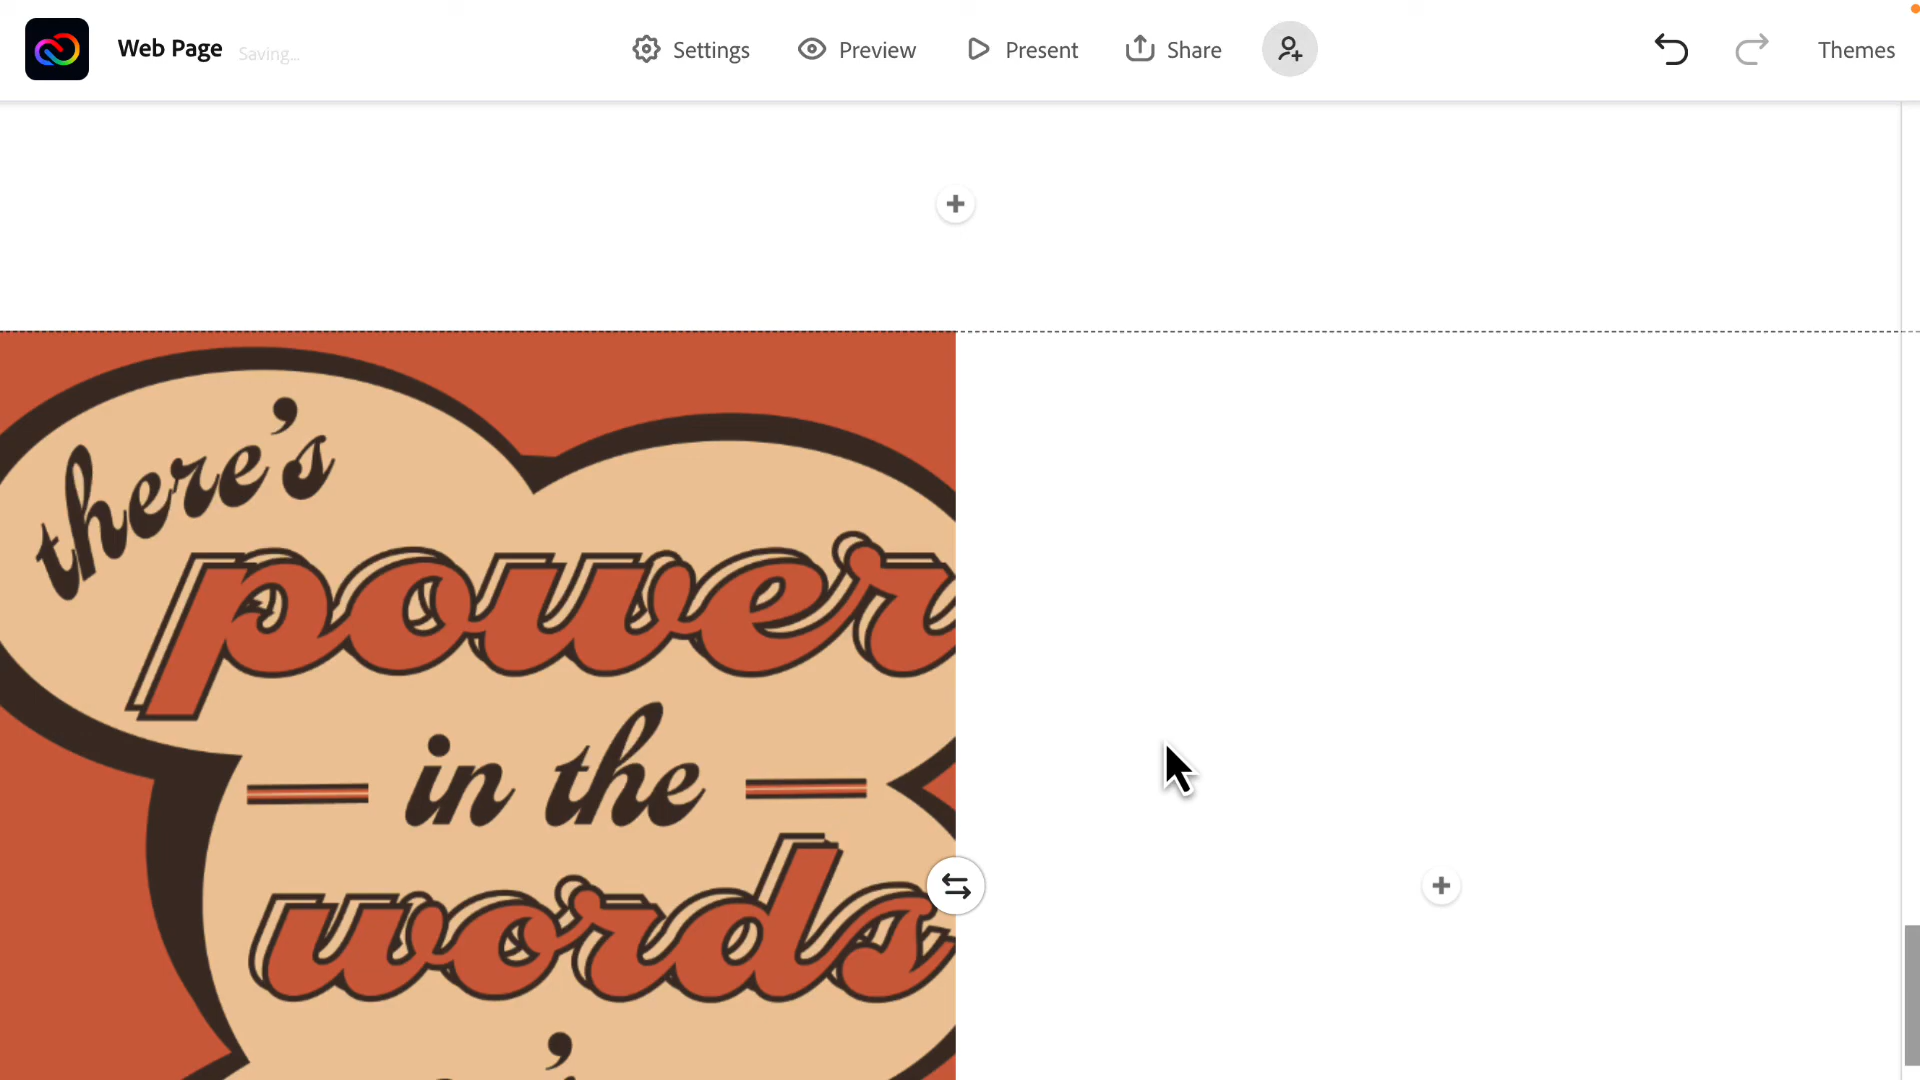 Web Page Saving... Settings Preview Present Share Themes
there's
power
in the
words